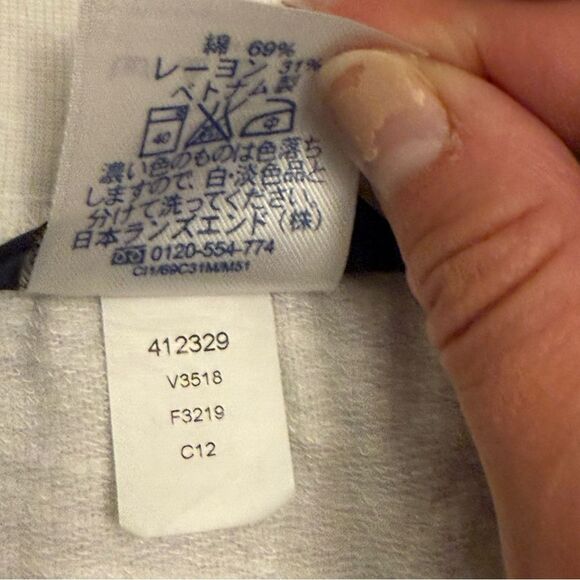 綿 69%
レーヨン 31%
ベトナム製
40
濃い色のものは色落ち
しますので、白・淡色品と
分けて洗ってください。
日本ランズエンド(株)
0120-554-774
CI1/69C31M/M51
412329
V3518
F3219
C12